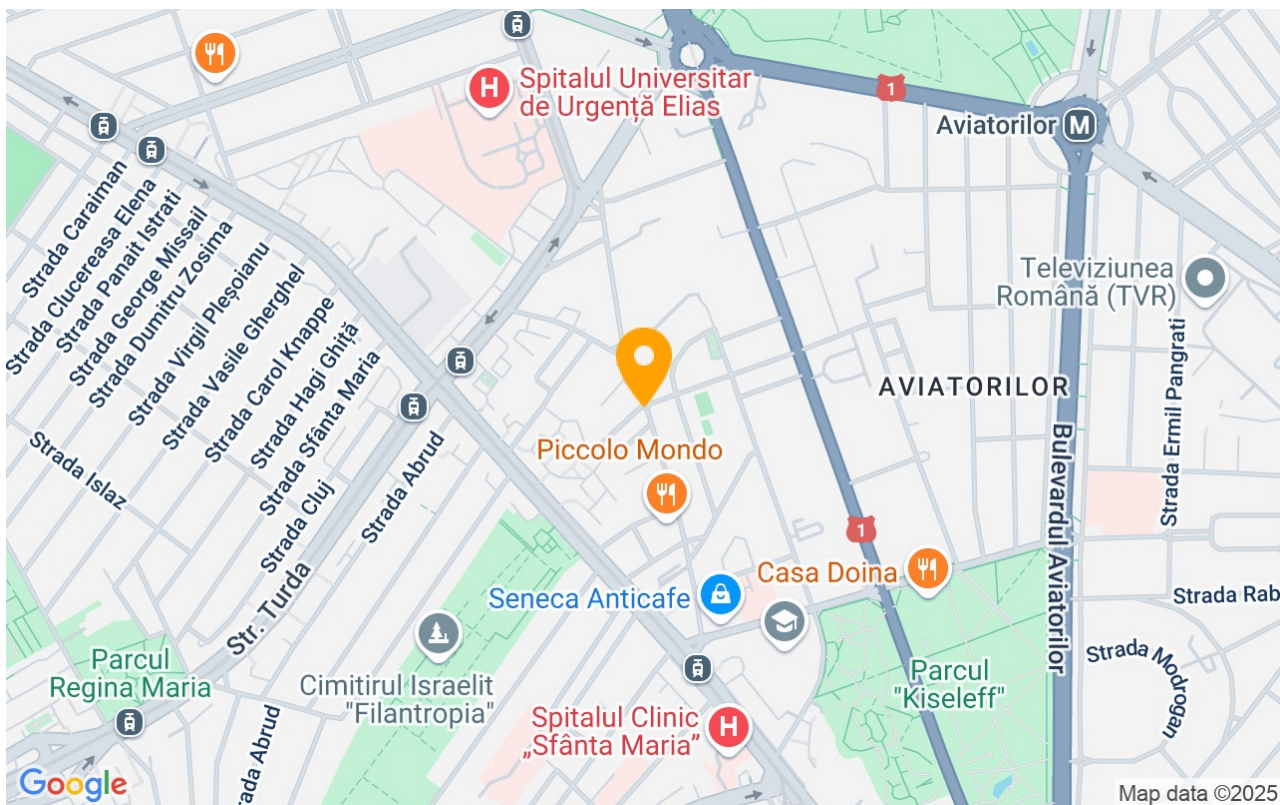 Spitalul Universitar
de Urgență Elias
H
1
Aviatorilor
M
Strada Caraiman
Strada Clucereasa Elena
Strada Panait Istrati
Strada George Missail
Strada Dumitru Zosima
Strada Virgil Pleșoianu
Strada Vasile Gherghel
Strada Carol Knappe
Strada Hagi Ghiță
Strada Sfânta Maria
Strada Cluj
Strada Abrud
Strada Islaz
Str. Turda
Televiziunea
Română (TVR)
AVIATORILOR
Strada Ermil Pangrati
Bulevardul Aviatorilor
Piccolo Mondo
1
Casa Doina
Seneca Anticafe
Strada Rab
Strada Modrogan
Parcul
"Kiseleff"
Parcul
Regina Maria
Cimitirul Israelit
"Filantropia"
Strada Abrud
Spitalul Clinic
„Sfânta Maria”
H
Google
Map data ©2025